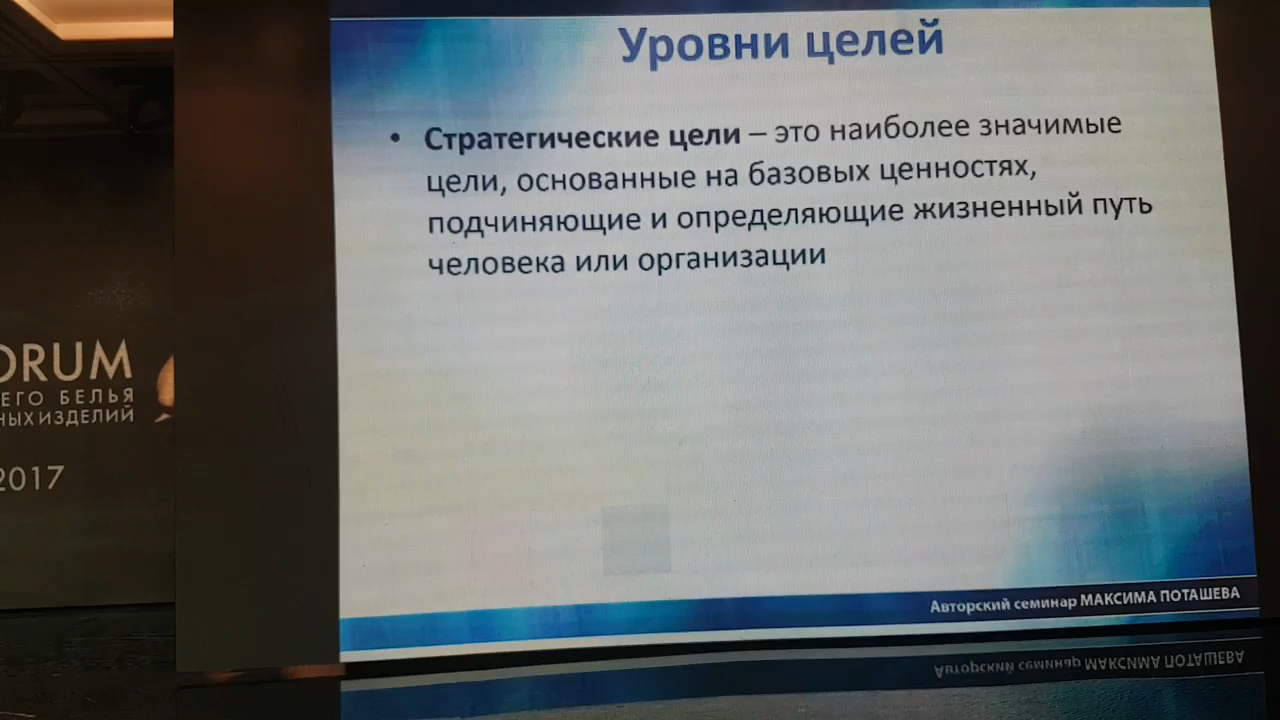 Уровни целей
• Стратегические цели – это наиболее значимые
цели, основанные на базовых ценностях,
подчиняющие и определяющие жизненный путь
человека или организации
Авторский семинар МАКСИМА ПОТАШЕВА
ORUM
ЕГО БЕЛЬЯ
НЫХ ИЗДЕЛИЙ
2017